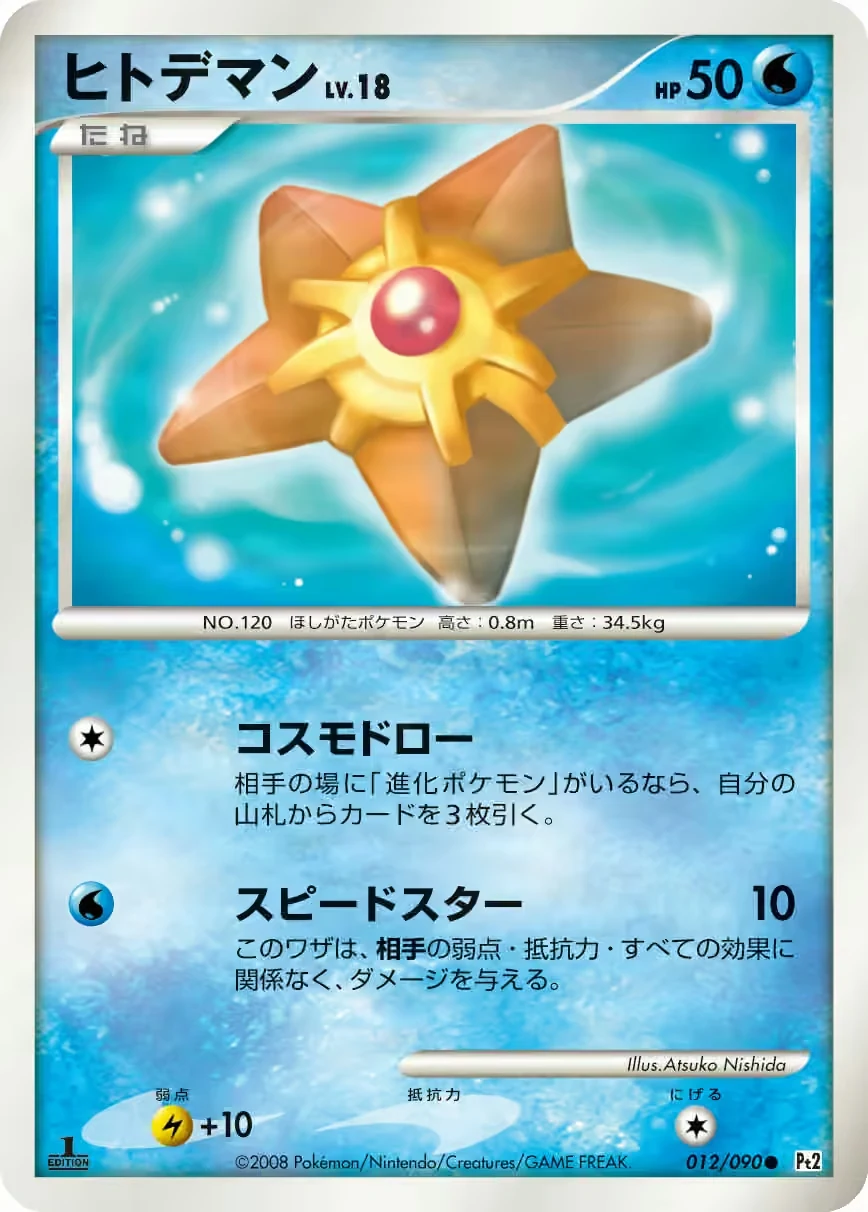 ヒトデマン LV.18 HP 50
たね
NO.120 ほしがたポケモン 高さ:0.8m 重さ:34.5kg
コスモドロー
相手の場に「進化ポケモン」がいるなら、自分の
山札からカードを3枚引く。
スピードスター 10
このワザは、相手の弱点・抵抗力・すべての効果に
関係なく、ダメージを与える。
Illus.Atsuko Nishida
弱点 抵抗力 にげる
+10
1 EDITION
©2008 Pokémon/Nintendo/Creatures/GAME FREAK.
012/090 Pt2